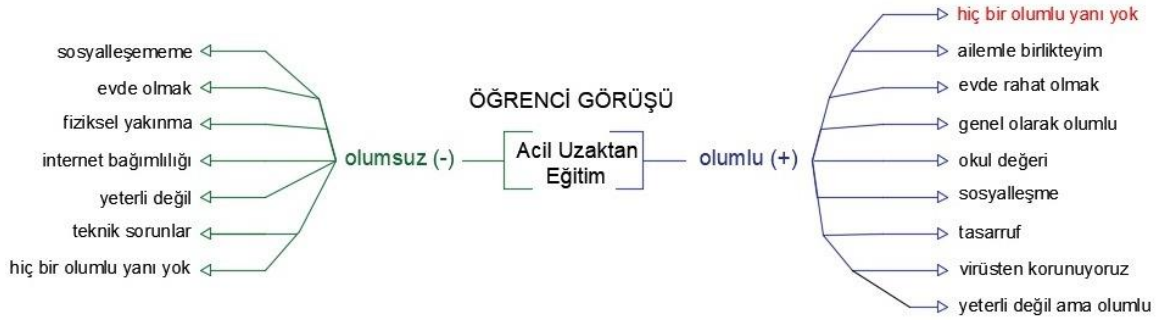 ÖĞRENCİ GÖRÜŞÜ
Acil Uzaktan
Eğitim
olumsuz (-)
sosyalleşememe
evde olmak
fiziksel yakınma
internet bağımlılığı
yeterli değil
teknik sorunlar
hiç bir olumlu yanı yok
olumlu (+)
hiç bir olumlu yanı yok
ailemle birlikteyim
evde rahat olmak
genel olarak olumlu
okul değeri
sosyalleşme
tasarruf
virüsten korunuyoruz
yeterli değil ama olumlu